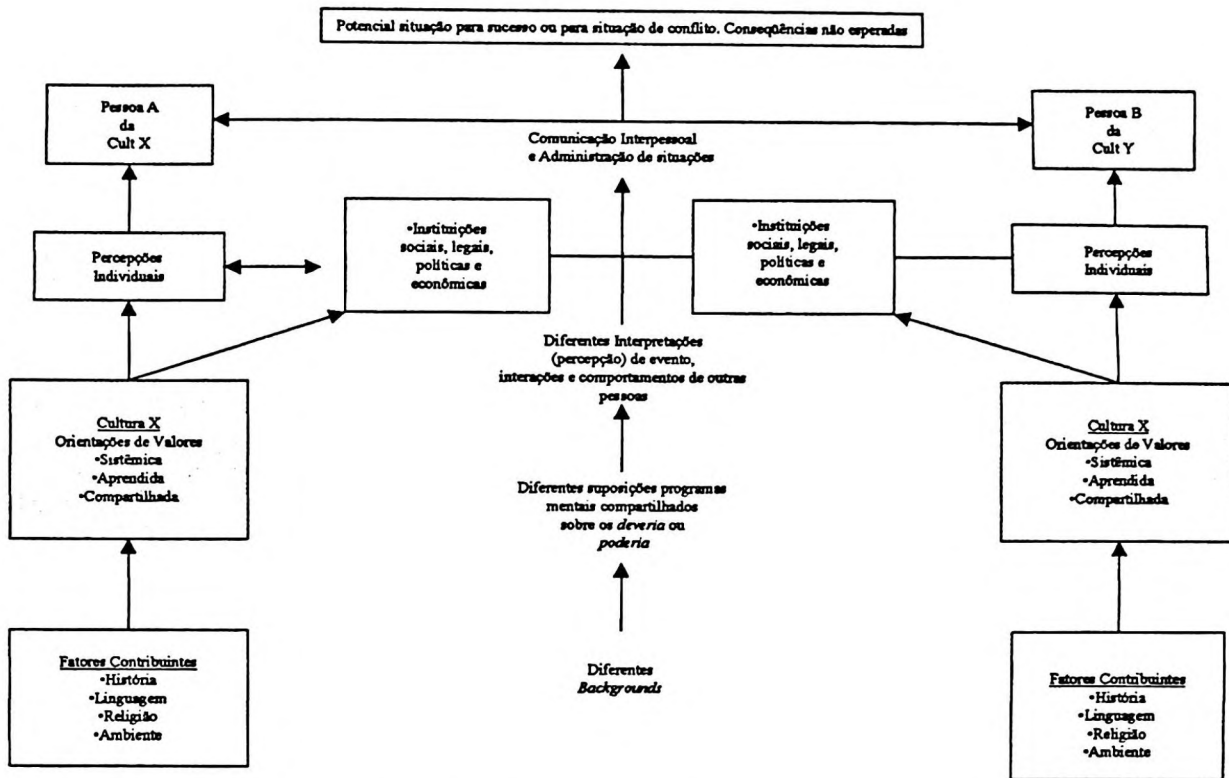 Potencial situação para sucesso ou para situação de conflito. Conseqüências não esperadas
Pessoa A
da
Cult X
Pessoa B
da
Cult Y
Comunicação Interpessoal
e Administração de situações
Percepções
Individuais
•Instituições
sociais, legais,
políticas e
econômicas
•Instituições
sociais, legais,
políticas e
econômicas
Percepções
Individuais
Diferentes Interpretações
(percepção) de evento,
interações e comportamentos de outras
pessoas
Cultura X
Orientações de Valores
•Sistêmica
•Aprendida
•Compartilhada
Diferentes suposições programas
mentais compartilhados
sobre os deveria ou
poderia
Cultura X
Orientações de Valores
•Sistêmica
•Aprendida
•Compartilhada
Fatores Contribuintes
•História
•Linguagem
•Religião
•Ambiente
Diferentes
Backgrounds
Fatores Contribuintes
•História
•Linguagem
•Religião
•Ambiente